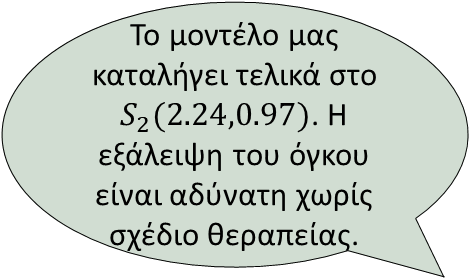 Το μοντέλο μας
καταλήγει τελικά στο
S₂(2.24,0.97). Η
εξάλειψη του όγκου
είναι αδύνατη χωρίς
σχέδιο θεραπείας.